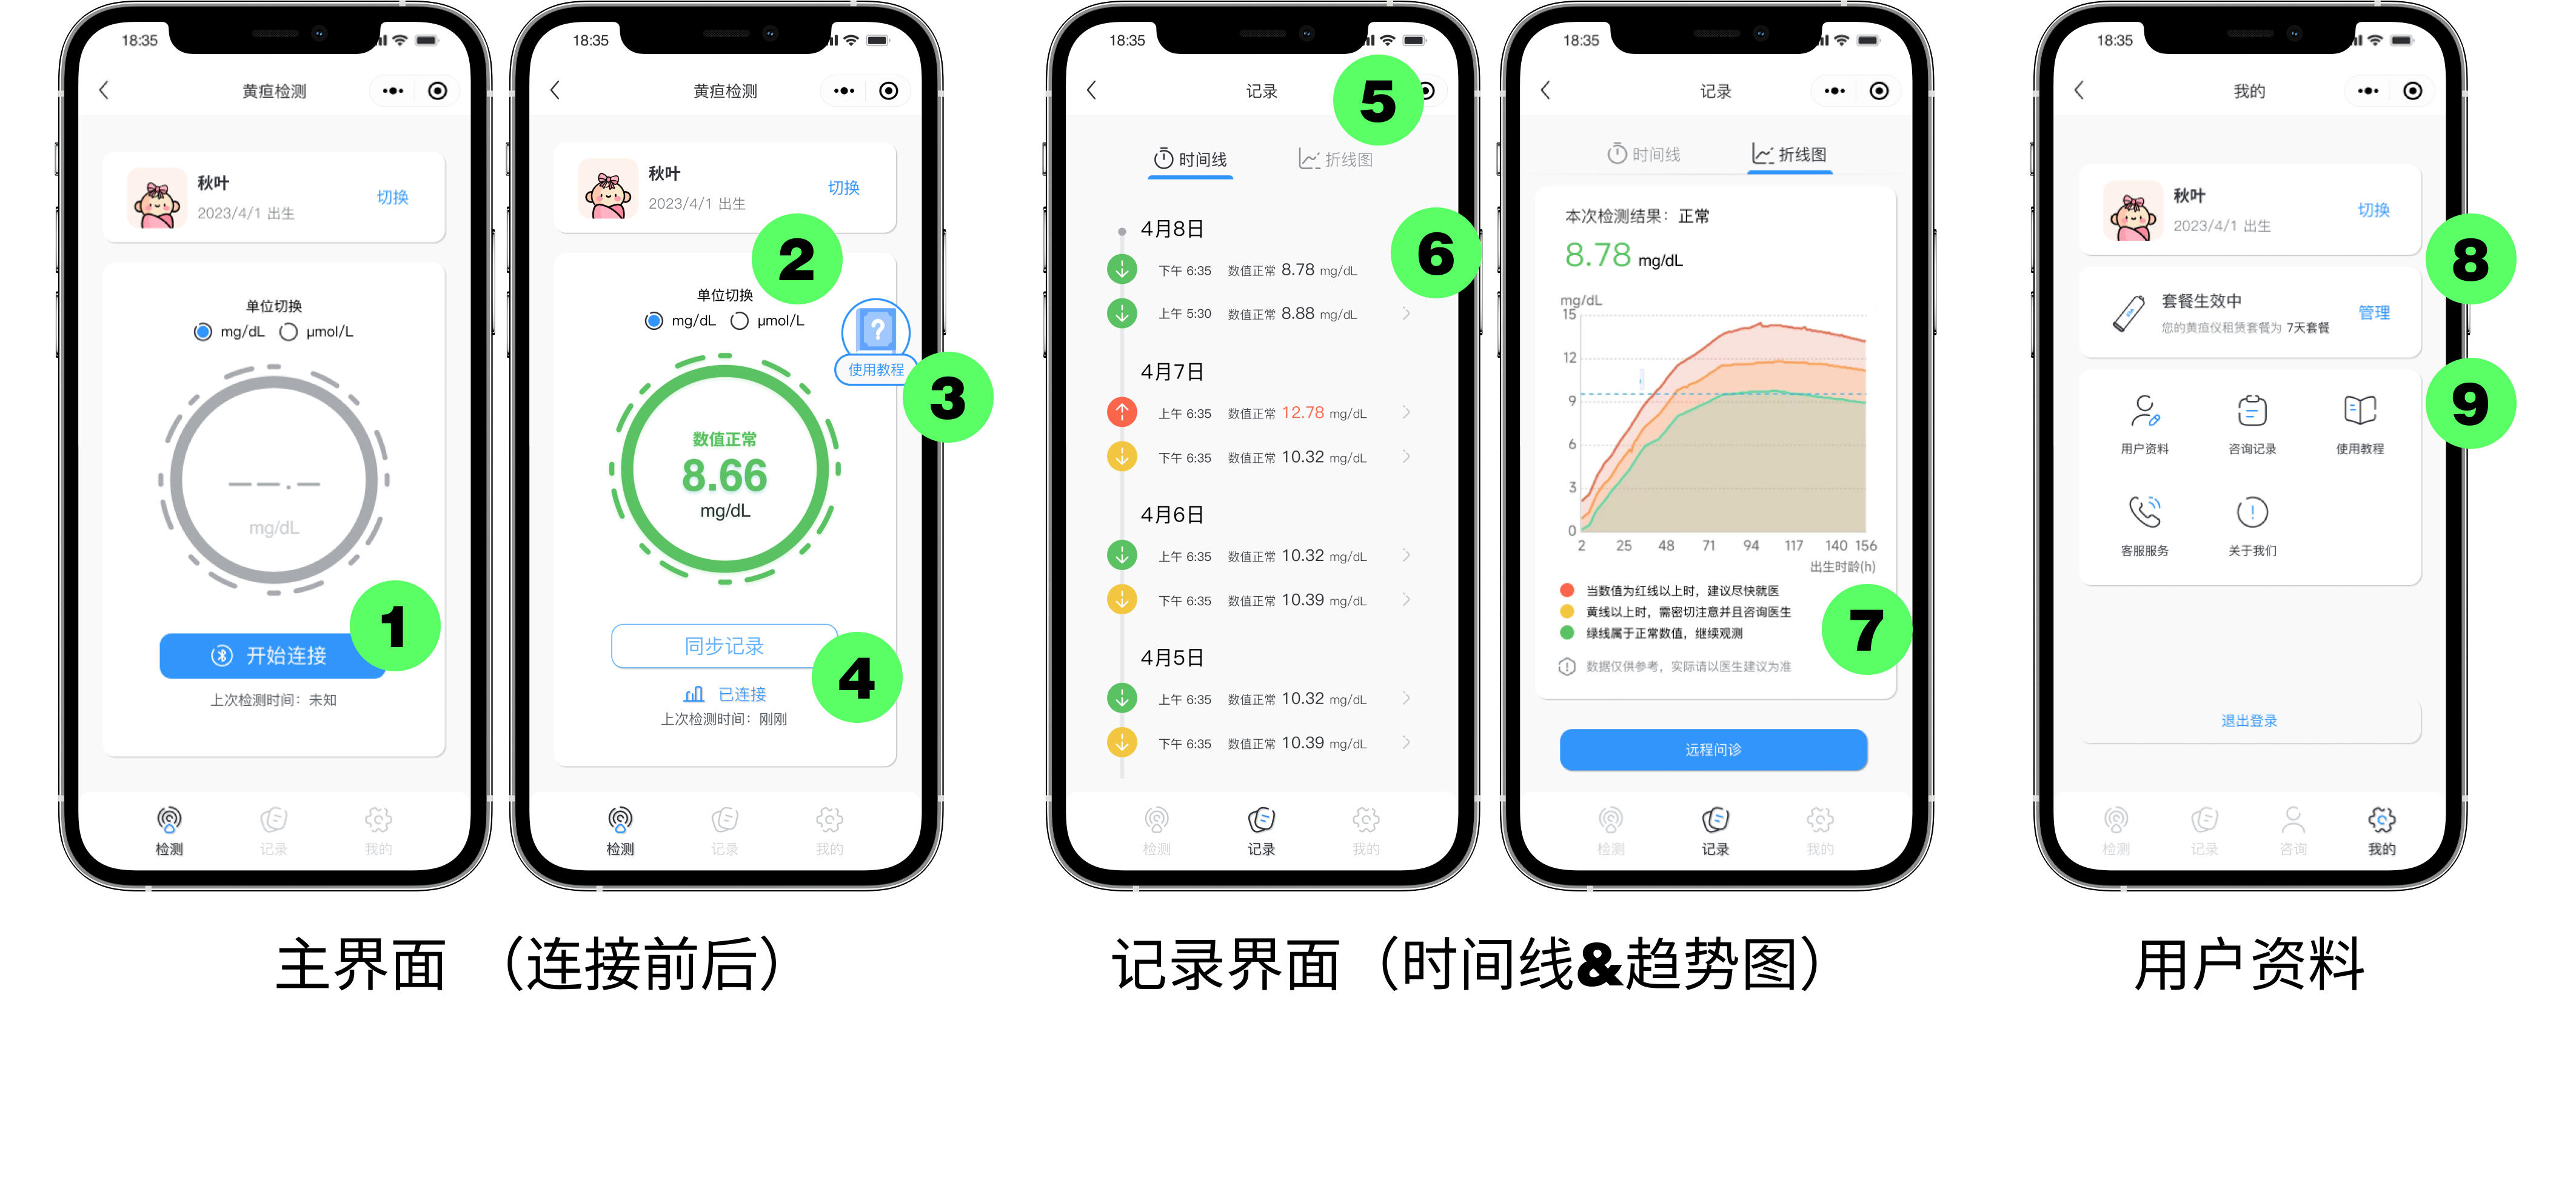 18:35
黄疸检测
秋叶
2023/4/1 出生
切换
单位切换
mg/dL
μmol/L
--.-
mg/dL
1
开始连接
上次检测时间：未知
检测
记录
我的
18:35
黄疸检测
秋叶
2023/4/1 出生
切换
2
单位切换
mg/dL
μmol/L
?
使用教程
3
数值正常
8.66
mg/dL
同步记录
4
已连接
上次检测时间：刚刚
检测
记录
我的
主界面 （连接前后）
18:35
记录
5
时间线
折线图
6
4月8日
下午 6:35 数值正常 8.78 mg/dL
上午 5:30 数值正常 8.88 mg/dL
4月7日
上午 6:35 数值正常 12.78 mg/dL
下午 6:35 数值正常 10.32 mg/dL
4月6日
上午 6:35 数值正常 10.32 mg/dL
下午 6:35 数值正常 10.39 mg/dL
4月5日
上午 6:35 数值正常 10.32 mg/dL
下午 6:35 数值正常 10.39 mg/dL
检测
记录
我的
18:35
记录
时间线
折线图
本次检测结果：正常
8.78 mg/dL
mg/dL
15
12
9
6
3
0
2 25 48 71 94 117 140 156
出生时龄(h)
当数值为红线以上时，建议尽快就医
黄线以上时，需密切注意并且咨询医生
绿线属于正常数值，继续观测
7
数据仅供参考，实际请以医生建议为准
远程问诊
检测
记录
我的
记录界面（时间线&趋势图）
18:35
我的
秋叶
2023/4/1 出生
切换
8
套餐生效中
您的黄疸仪租赁套餐为 7天套餐
管理
9
用户资料
咨询记录
使用教程
客服服务
关于我们
退出登录
检测
记录
咨询
我的
用户资料